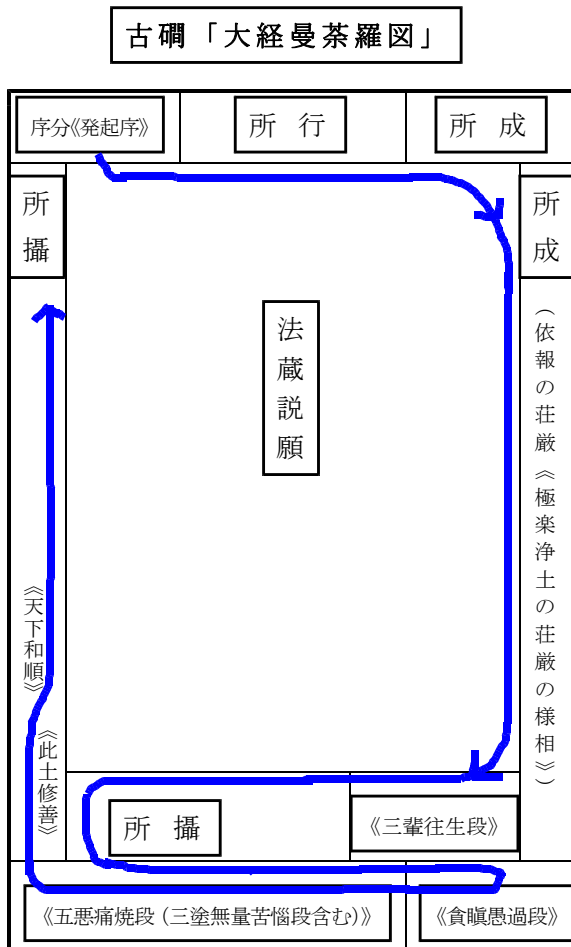 古磵「大経曼荼羅図」
序分《発起序》
所行
所成
所成
（依報の荘厳《極楽浄土の荘厳の様相》）
法蔵説願
《三輩往生段》
所攝
《貪瞋愚過段》
《五悪痛焼段（三塗無量苦悩段含む）》
《此土修善》
《天下和順》
所攝